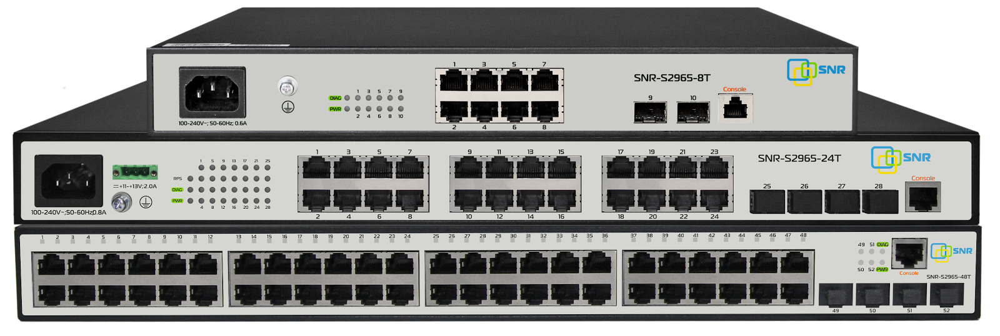 1 3 5 7
SNR
SNR-S2965-8T
Console
1 3 5 7 9
DIAG
9 10
PWR
2 4 6 8 10
100-240V~; 50-60Hz; 0.6A
2 4 6 8
1 3 5 7
9 11 13 15
17 19 21 23
SNR-S2965-24T
SNR
1 5 9 13 17 21 25
RPS
Console
+11-+13V; 2.0A
DIAG
25 26 27 28
PWR
4 8 12 16 20 24 28
100-240V~;50-60Hz;0.8A
2 4 6 8
10 12 14 16
18 20 22 24
1 2 3 4 5 6 7 8 9 10 11 12
13 14 15 16 17 18 19 20 21 22 23 24
25 26 27 28 29 30 31 32 33 34 35 36
37 38 39 40 41 42 43 44 45 46 47 48
49 51 DIAG
SNR
50 52 PWR
Console
SNR-S2965-48T
49 50 51 52